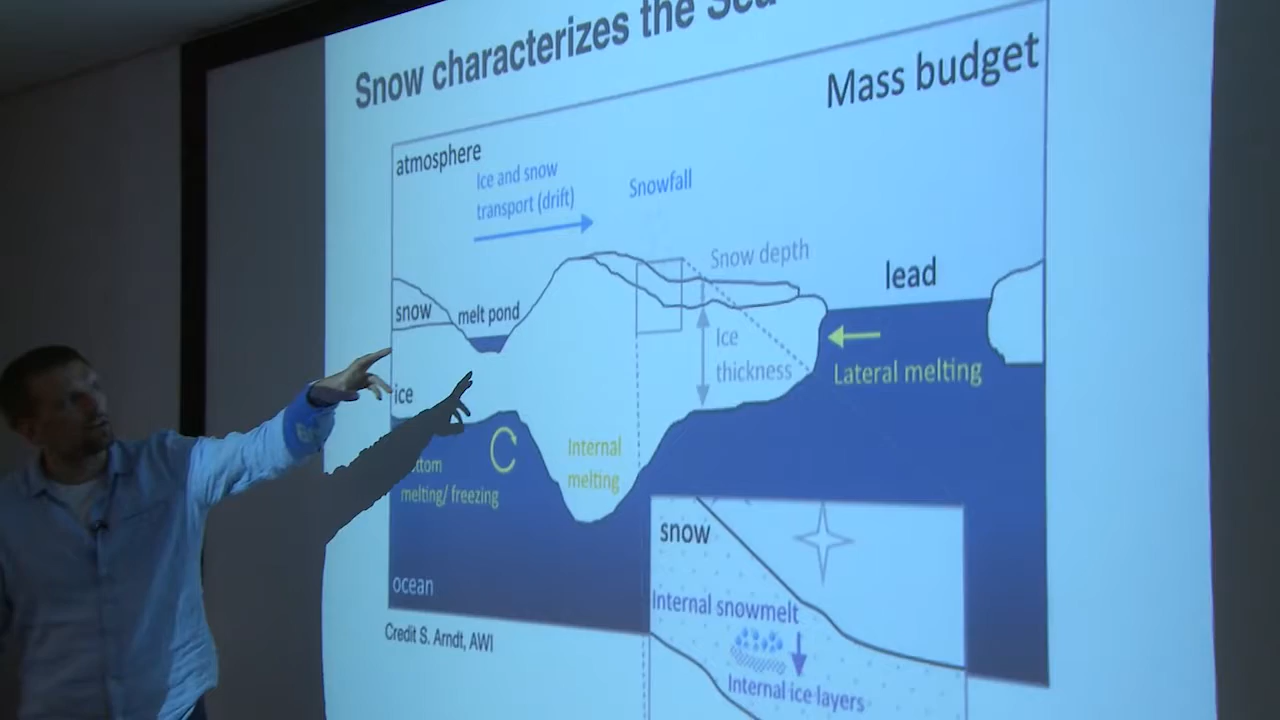 Snow characterizes the Sea
Mass budget
atmosphere
Ice and snow
transport (drift)
Snowfall
Snow depth
lead
snow
melt pond
Ice
thickness
Lateral melting
ice
Internal
melting
melting/ freezing
ocean
snow
Internal snowmelt
Internal ice layers
Credit S. Arndt, AWI